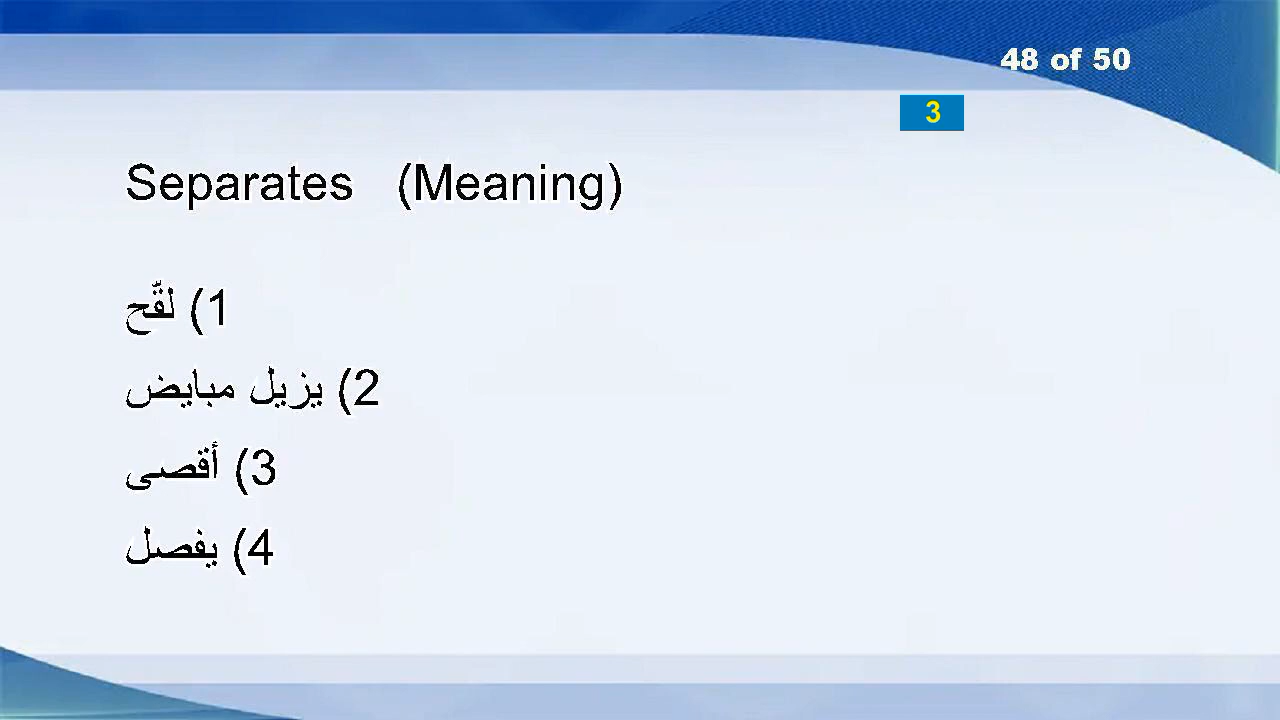 48 of 50
3
Separates (Meaning)
1) لقّح
2) يزيل مبايض
3) أقصى
4) يفصل